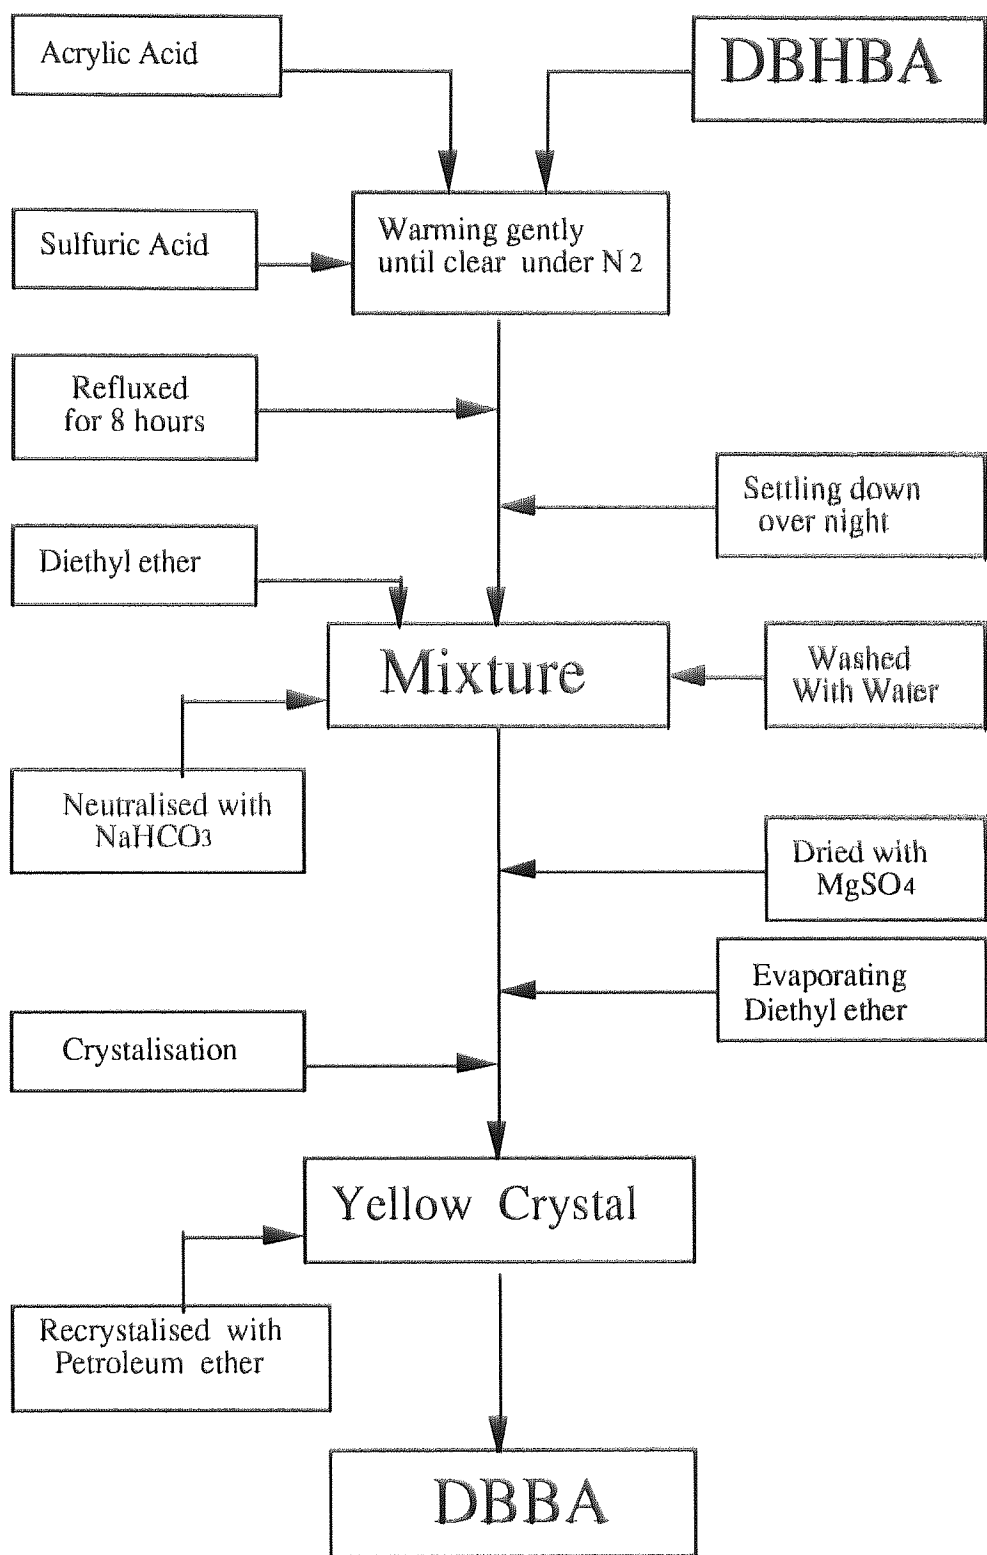 Acrylic Acid
DBHBA
Sulfuric Acid
Warming gently
until clear under N2
Refluxed
for 8 hours
Settling down
over night
Diethyl ether
Mixture
Washed
With Water
Neutralised with
NaHCO3
Dried with
MgSO4
Evaporating
Diethyl ether
Crystalisation
Yellow Crystal
Recrystalised with
Petroleum ether
DBBA